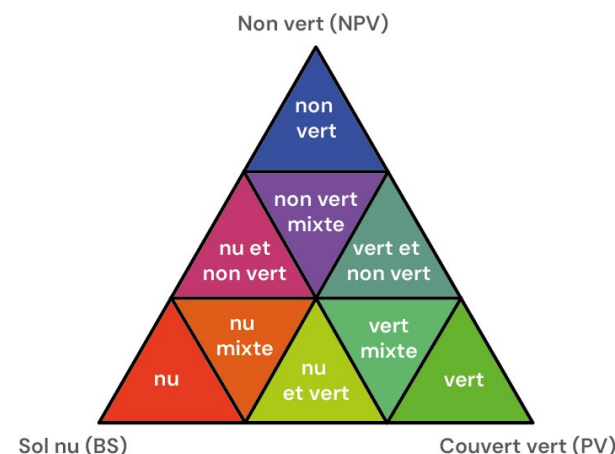 Non vert (NPV)
non
vert
non vert
mixte
nu et
non vert
vert et
non vert
nu
nu
mixte
nu
et vert
vert
mixte
vert
Sol nu (BS)
Couvert vert (PV)